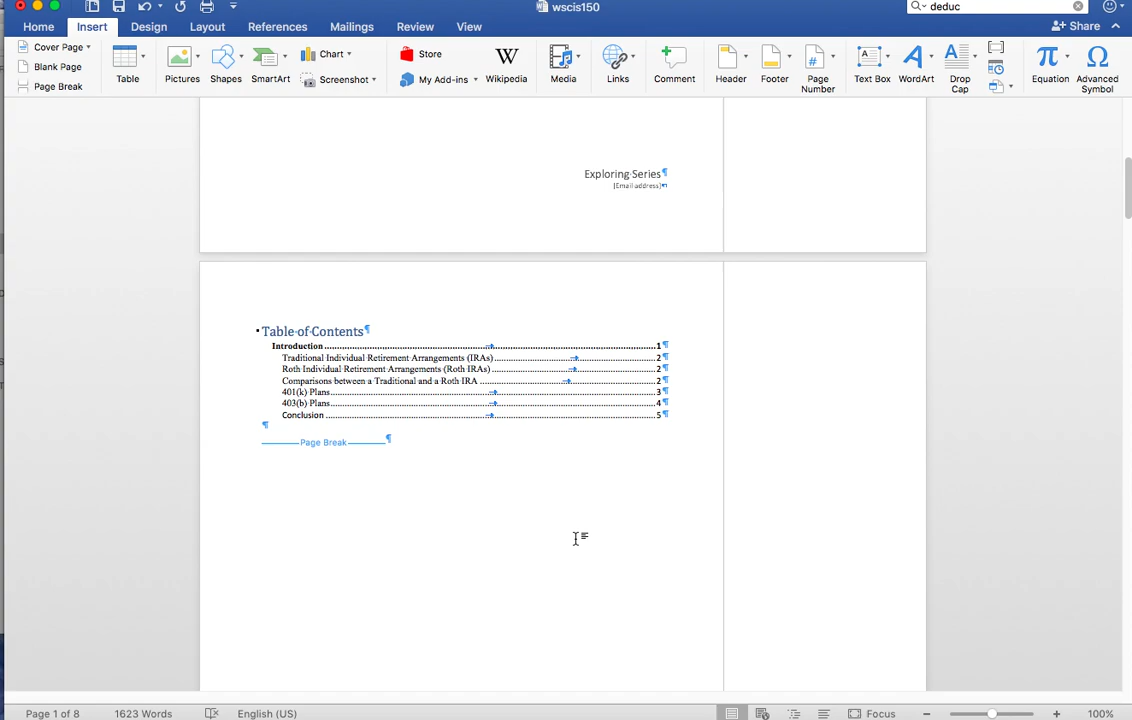 wscis150
deduc
Home Insert Design Layout References Mailings Review View Share
Cover Page
Blank Page
Page Break
Table
Pictures
Shapes
SmartArt
Chart
Screenshot
Store
My Add-ins
W
Wikipedia
Media
Links
Comment
Header
Footer
Page
Number
Text Box
WordArt
Drop
Cap
Equation
Advanced
Symbol
Exploring·Series¶
[Email address]¶
Table·of·Contents¶
Introduction 1¶
Traditional Individual Retirement Arrangements (IRAs) 2¶
Roth Individual Retirement Arrangements (Roth IRAs) 2¶
Comparisons between a Traditional and a Roth IRA 2¶
401(k) Plans 3¶
403(b) Plans 4¶
Conclusion 5¶
¶
Page Break¶
Page 1 of 8 1623 Words English (US) Focus 100%